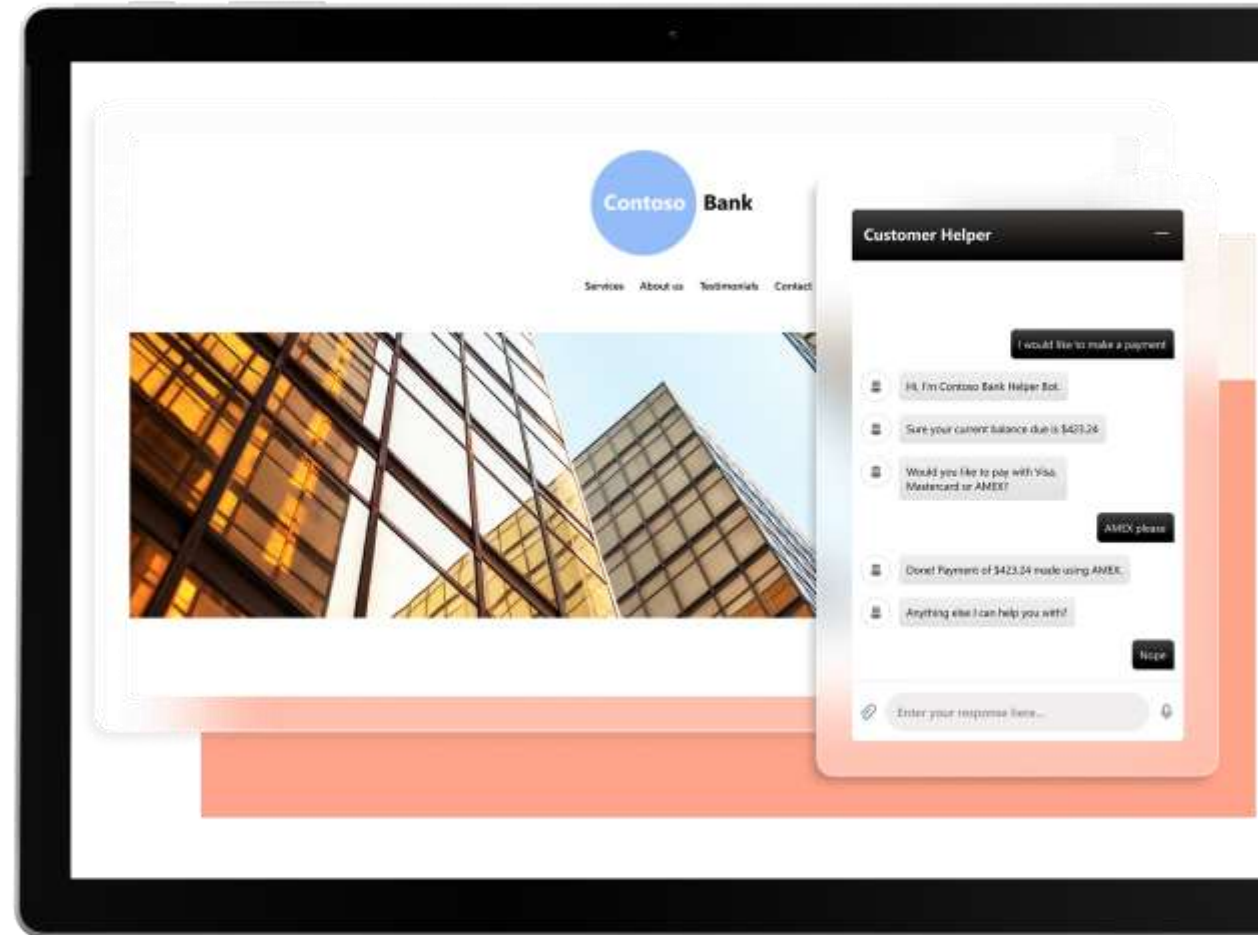 Contoso Bank
Services About us Testimonials Contact
Customer Helper
I would like to make a payment
Hi, I'm Contoso Bank Helper Bot.
Sure your current balance due is $423.24
Would you like to pay with Visa,
Mastercard or AMEX?
AMEX please
Done! Payment of $423.24 made using AMEX.
Anything else I can help you with?
Nope
Enter your response here...